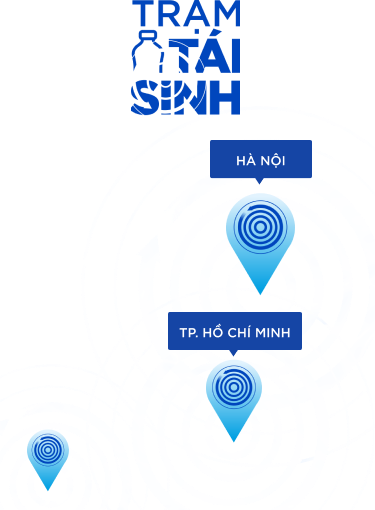 TRẠM
TÁI
SINH
HÀ NỘI
TP. HỒ CHÍ MINH